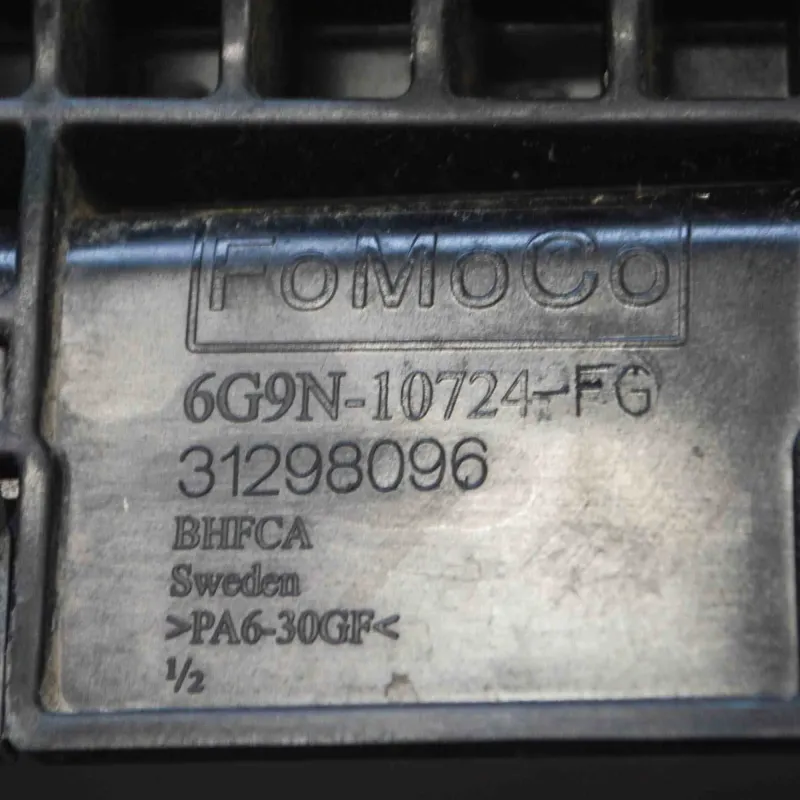 FoMoCo
6G9N-10724-FG
31298096
BHFCA
Sweden
>PA6-30GF<
1/2